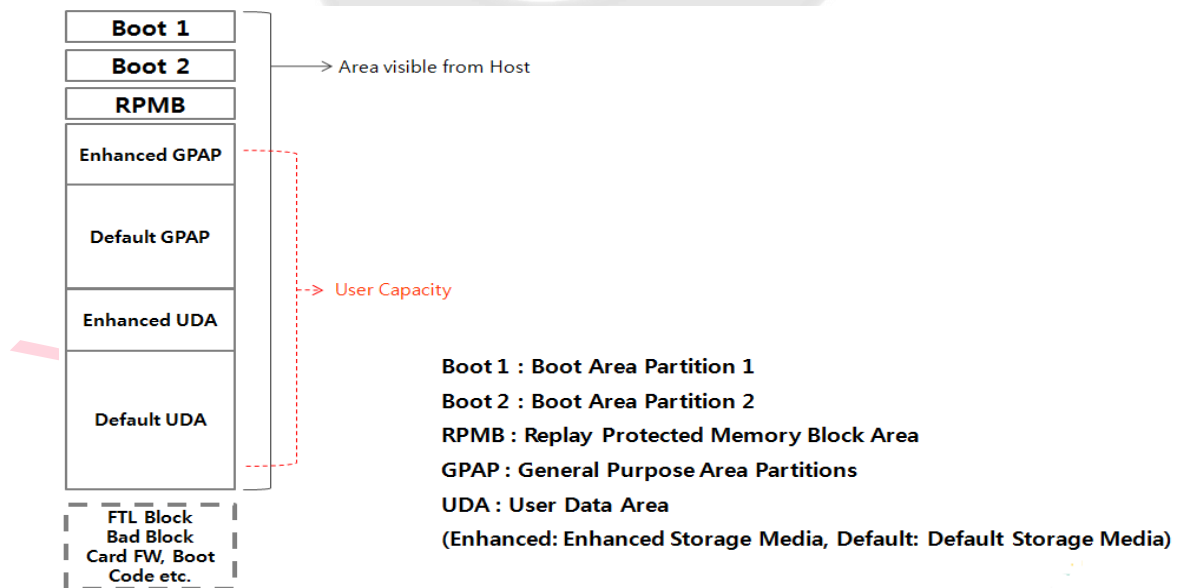 Boot 1
Boot 2
RPMB
Enhanced GPAP
Default GPAP
Enhanced UDA
Default UDA
FTL Block
Bad Block
Card FW, Boot
Code etc.
Area visible from Host
User Capacity
Boot 1 : Boot Area Partition 1
Boot 2 : Boot Area Partition 2
RPMB : Replay Protected Memory Block Area
GPAP : General Purpose Area Partitions
UDA : User Data Area
(Enhanced: Enhanced Storage Media, Default: Default Storage Media)